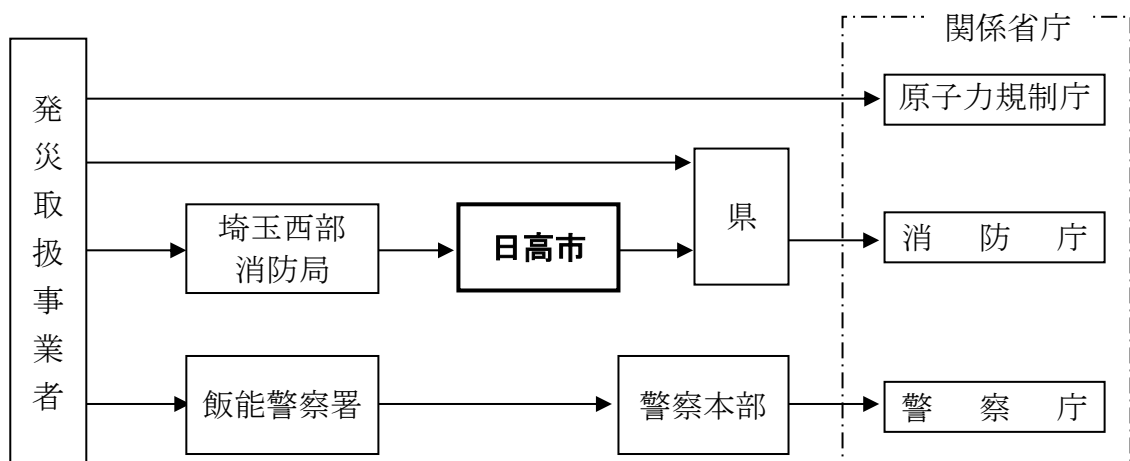 関係省庁
発災取扱事業者
原子力規制庁
県
埼玉西部
消防局
日高市
消防庁
飯能警察署
警察本部
警察庁